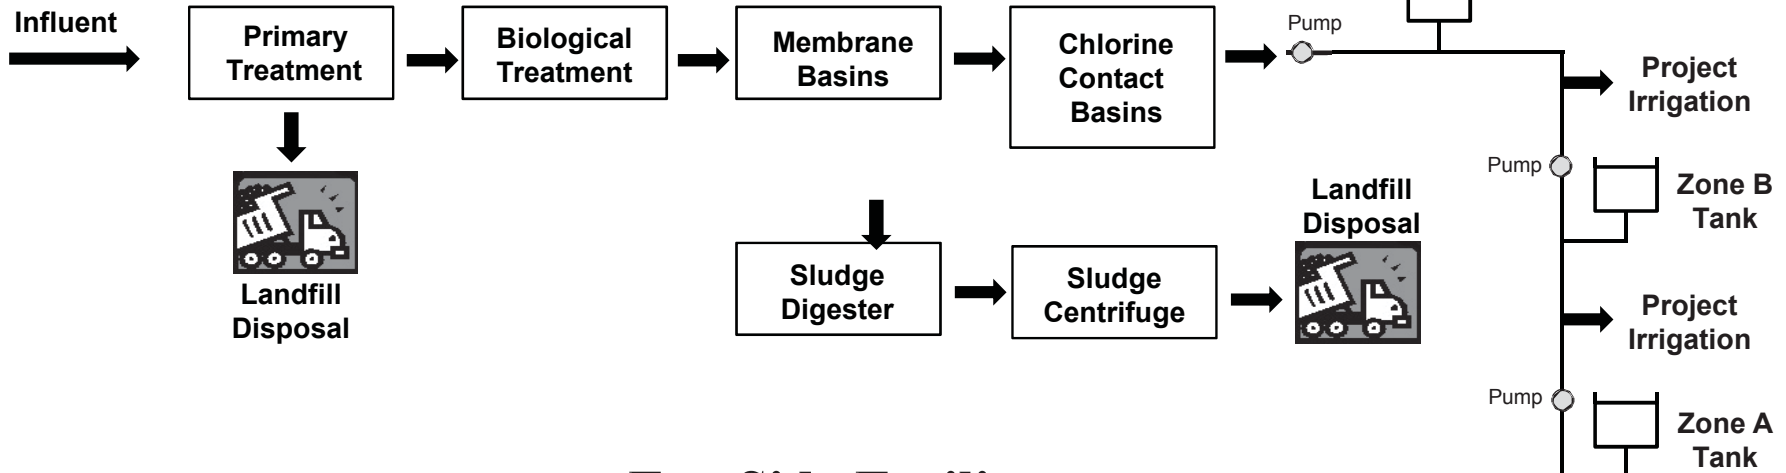 Influent
Primary
Treatment
Biological
Treatment
Membrane
Basins
Chlorine
Contact
Basins
Pump
Project
Irrigation
Pump
Zone B
Tank
Landfill
Disposal
Landfill
Disposal
Sludge
Digester
Sludge
Centrifuge
Project
Irrigation
Pump
Zone A
Tank